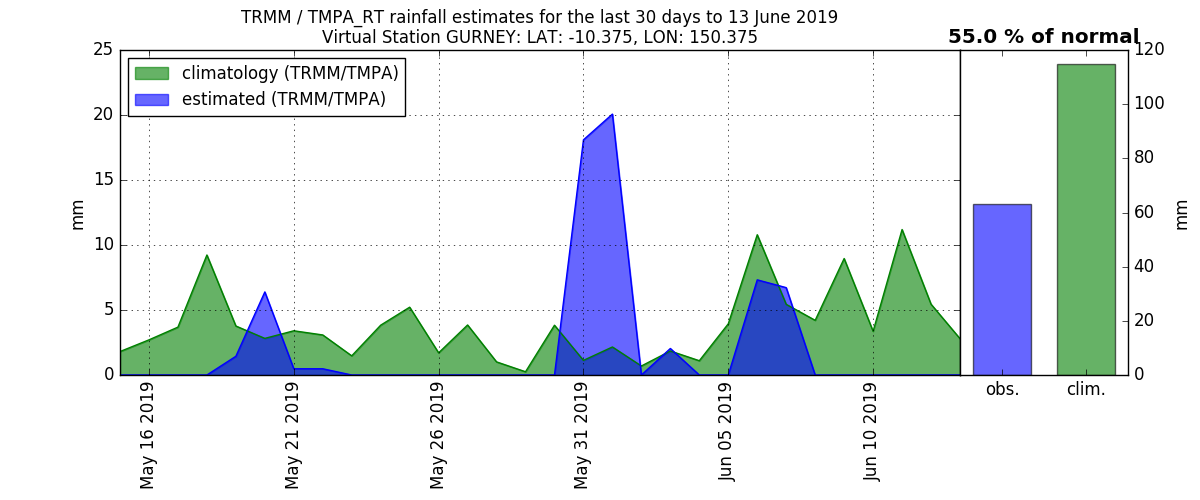 TRMM / TMPA_RT rainfall estimates for the last 30 days to 13 June 2019
Virtual Station GURNEY: LAT: -10.375, LON: 150.375
55.0 % of normal
climatology (TRMM/TMPA)
estimated (TRMM/TMPA)
25
20
15
10
5
0
mm
May 16 2019
May 21 2019
May 26 2019
May 31 2019
Jun 05 2019
Jun 10 2019
120
100
80
60
40
20
0
mm
obs.
clim.